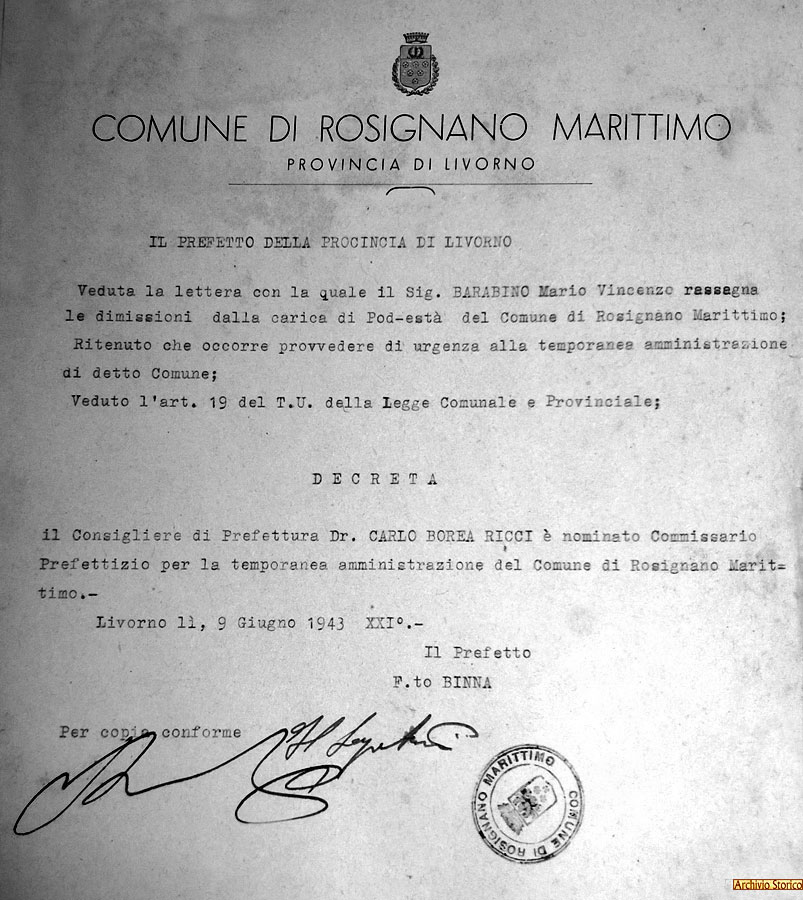 COMUNE DI ROSIGNANO MARITTIMO
PROVINCIA DI LIVORNO
IL PREFETTO DELLA PROCINCIA DI LIVORNO
Veduta la lettera con la quale il Sig. BARABINO Mario Vincenzo rassegna
le dimissioni dalla carica di Pod-està del Comune di Rosignano Marittimo;
Ritenuto che occorre provvedere di urgenza alla temporanea amministrazione
di detto Comune;
Veduto l'art. 19 del T.U. della Legge Comunale e Provinciale;
D E C R E T A
il Consigliere di Prefettura Dr. CARLO BOREA RICCI è nominato Commissario
Prefettizio per la temporanea amministrazione del Comune di Rosignano Marit=
timo.-
Livorno lì, 9 Giugno 1943 XXI°.-
Il Prefetto
F.to BINNA
Per copia conforme
Il
COMUNE DI ROSIGNANO MARITTIMO
Archivio Storico